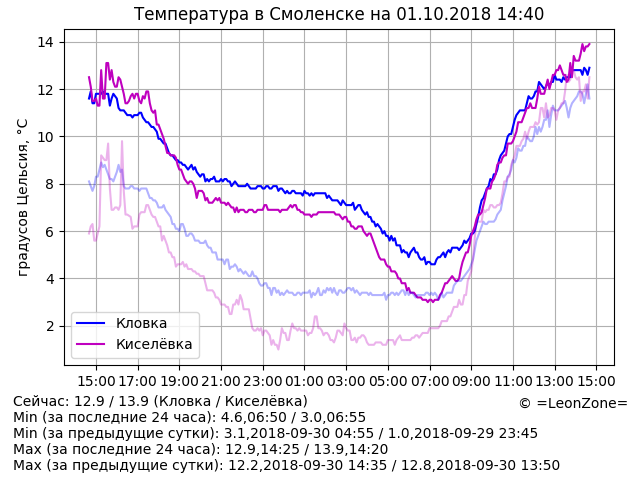 Температура в Смоленске на 01.10.2018 14:40
градусов Цельсия, °C
14
12
10
8
6
4
2
Кловка
Киселёвка
15:00 17:00 19:00 21:00 23:00 01:00 03:00 05:00 07:00 09:00 11:00 13:00 15:00
Сейчас: 12.9 / 13.9 (Кловка / Киселёвка)
© =LeonZone=
Min (за последние 24 часа): 4.6,06:50 / 3.0,06:55
Min (за предыдущие сутки): 3.1,2018-09-30 04:55 / 1.0,2018-09-29 23:45
Max (за последние 24 часа): 12.9,14:25 / 13.9,14:20
Max (за предыдущие сутки): 12.2,2018-09-30 14:35 / 12.8,2018-09-30 13:50